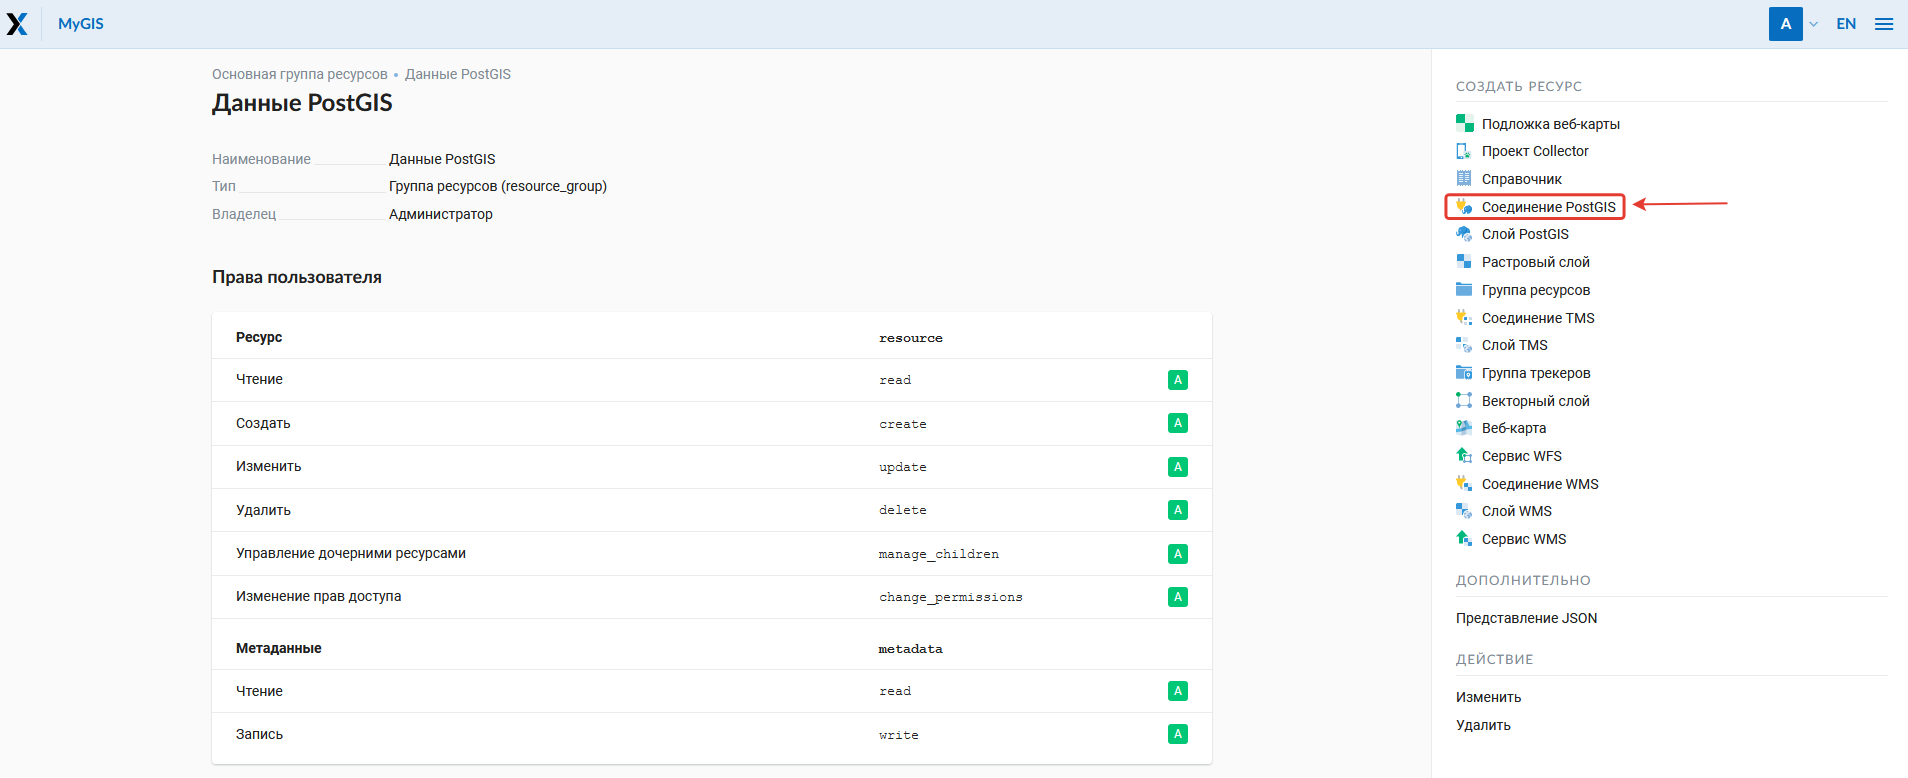 MyGIS
A
EN
Основная группа ресурсов • Данные PostGIS
Данные PostGIS
Наименование Данные PostGIS
Тип Группа ресурсов (resource_group)
Владелец Администратор
Права пользователя
Ресурс resource
Чтение read A
Создать create A
Изменить update A
Удалить delete A
Управление дочерними ресурсами manage_children A
Изменение прав доступа change_permissions A
Метаданные metadata
Чтение read A
Запись write A
СОЗДАТЬ РЕСУРС
Подложка веб-карты
Проект Collector
Справочник
Соединение PostGIS
Слой PostGIS
Растровый слой
Группа ресурсов
Соединение TMS
Слой TMS
Группа трекеров
Векторный слой
Веб-карта
Сервис WFS
Соединение WMS
Слой WMS
Сервис WMS
ДОПОЛНИТЕЛЬНО
Представление JSON
ДЕЙСТВИЕ
Изменить
Удалить